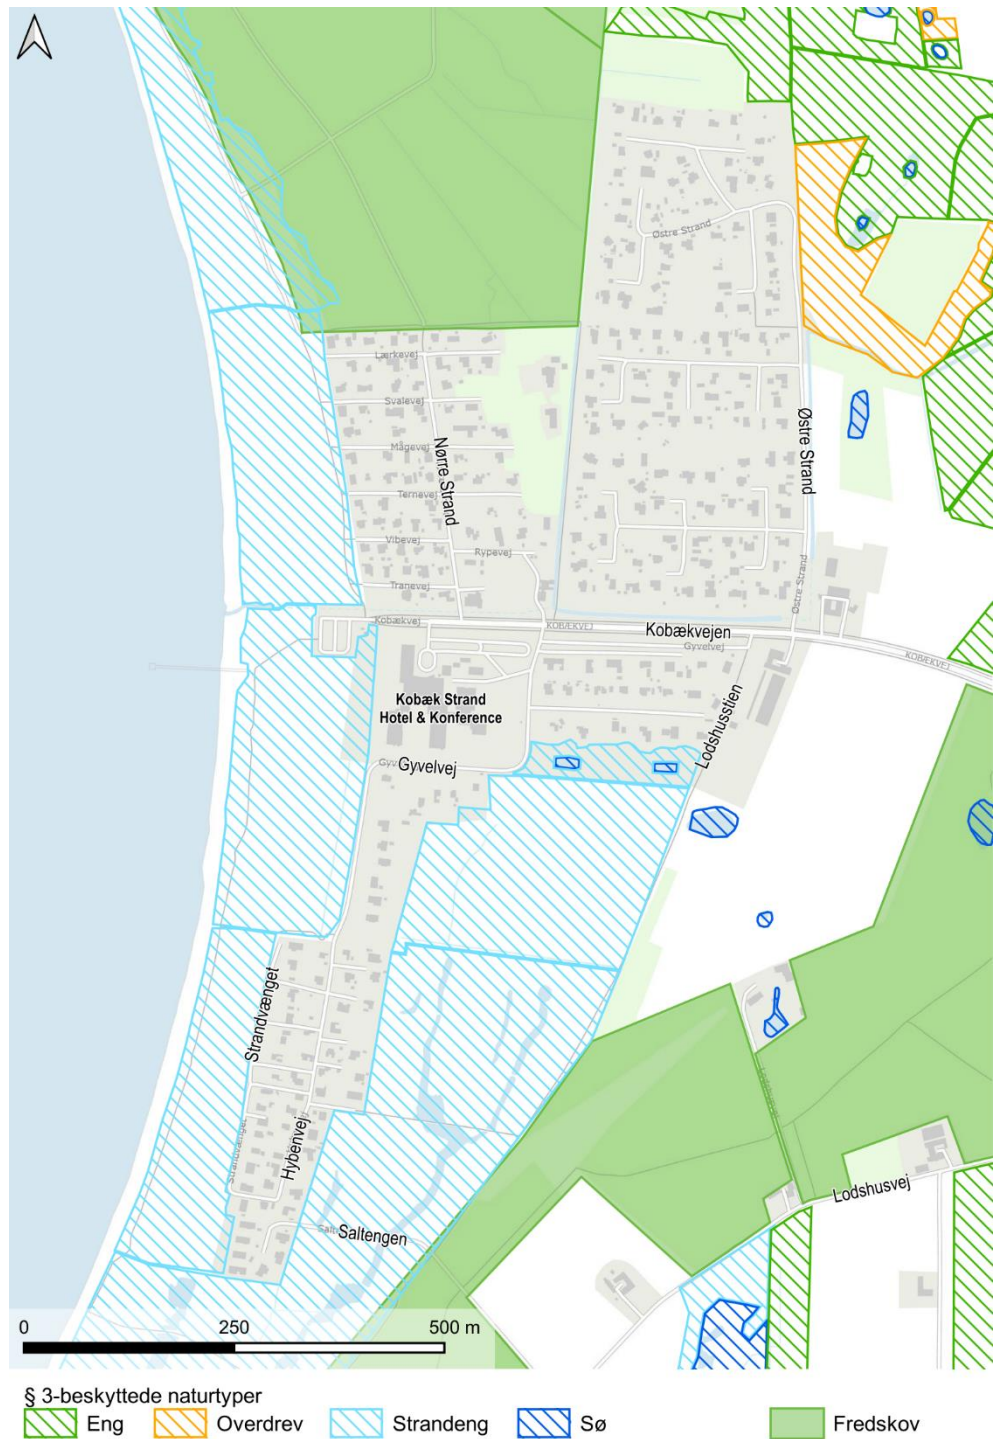 Østre Strand
Lærkevej
Svalevej
Mågevej
Nørre Strand
Østre Strand
Ternevej
Vibevej
Rypevej
Tranevej
Østre Strand
Kobækvej
KOBÆKVEJ
Kobækvejen
Gyvelvej
KOBÆKVEJ
Kobæk Strand
Hotel & Konference
Lodshusstien
Gyvelvej
Strandvænget
Hybenvej
Strandvænget
Lodshusvej
Saltengen
0 250 500 m
§ 3-beskyttede naturtyper
Eng Overdrev Strandeng Sø Fredskov